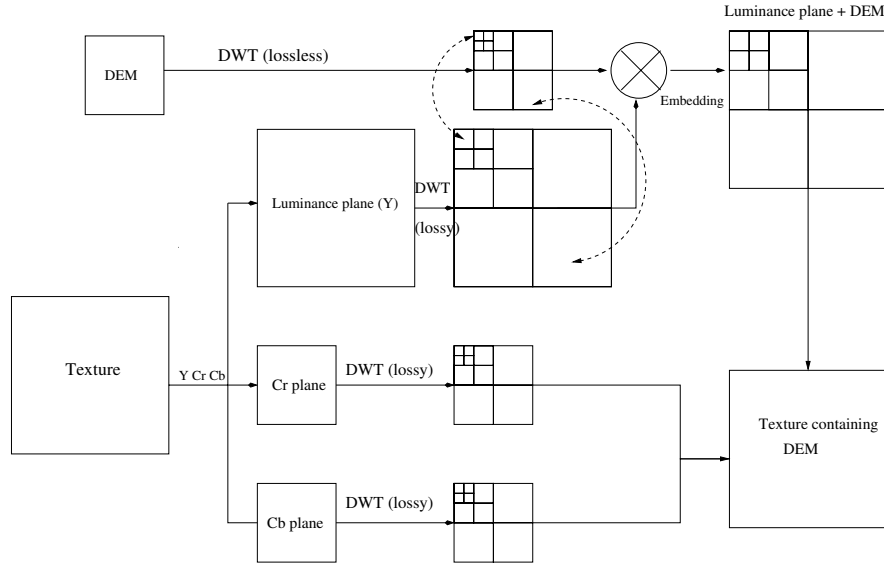 Luminance plane + DEM
DWT (lossless)
DEM
Embedding
DWT
Luminance plane (Y)
(lossy)
Texture
Y Cr Cb
Cr plane
DWT (lossy)
Texture containing
DEM
Cb plane
DWT (lossy)